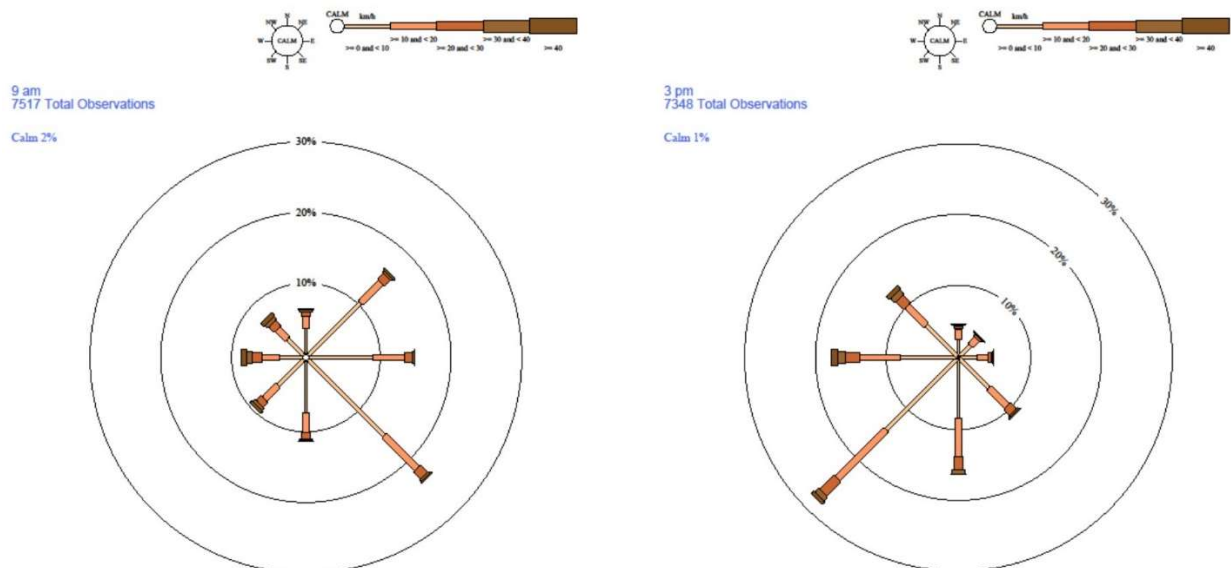 N
NW NE
W CALM E
SW SE
S
CALM km/h
>= 10 and < 20 >= 30 and < 40
>= 0 and < 10 >= 20 and < 30 >= 40
9 am
7517 Total Observations
Calm 2%
30%
20%
10%
N
NW NE
W CALM E
SW SE
S
CALM km/h
>= 10 and < 20 >= 30 and < 40
>= 0 and < 10 >= 20 and < 30 >= 40
3 pm
7348 Total Observations
Calm 1%
30%
20%
10%